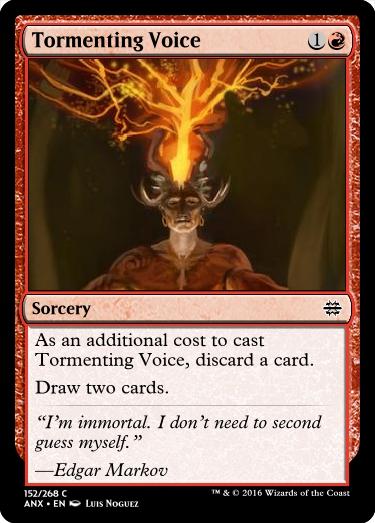 Tormenting Voice 1
Sorcery
As an additional cost to cast
Tormenting Voice, discard a card.
Draw two cards.
“I’m immortal. I don’t need to second
guess myself.”
—Edgar Markov
152/268 C
ANX • EN Luis Noguez
™ & © 2016 Wizards of the Coast